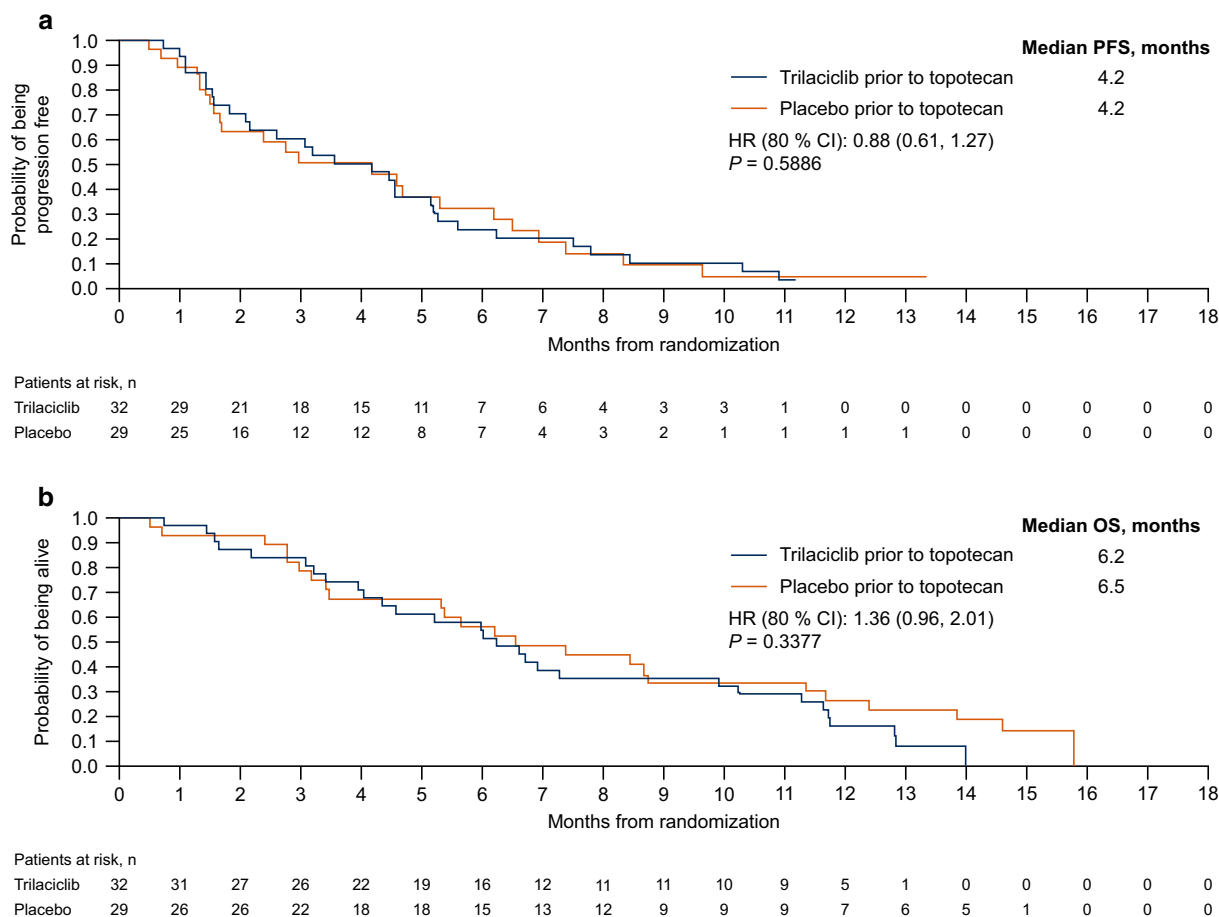 a
Median PFS, months
Trilaciclib prior to topotecan 4.2
Placebo prior to topotecan 4.2
HR (80 % CI): 0.88 (0.61, 1.27)
P = 0.5886
Probability of being
progression free
1.0
0.9
0.8
0.7
0.6
0.5
0.4
0.3
0.2
0.1
0.0
0 1 2 3 4 5 6 7 8 9 10 11 12 13 14 15 16 17 18
Months from randomization
Patients at risk, n
Trilaciclib 32 29 21 18 15 11 7 6 4 3 3 1 0 0 0 0 0 0 0
Placebo 29 25 16 12 12 8 7 4 3 2 1 1 1 1 0 0 0 0 0
b
Median OS, months
Trilaciclib prior to topotecan 6.2
Placebo prior to topotecan 6.5
HR (80 % CI): 1.36 (0.96, 2.01)
P = 0.3377
Probability of being alive
1.0
0.9
0.8
0.7
0.6
0.5
0.4
0.3
0.2
0.1
0.0
0 1 2 3 4 5 6 7 8 9 10 11 12 13 14 15 16 17 18
Months from randomization
Patients at risk, n
Trilaciclib 32 31 27 26 22 19 16 12 11 11 10 9 5 1 0 0 0 0 0
Placebo 29 26 26 22 18 18 15 13 12 9 9 9 7 6 5 1 0 0 0